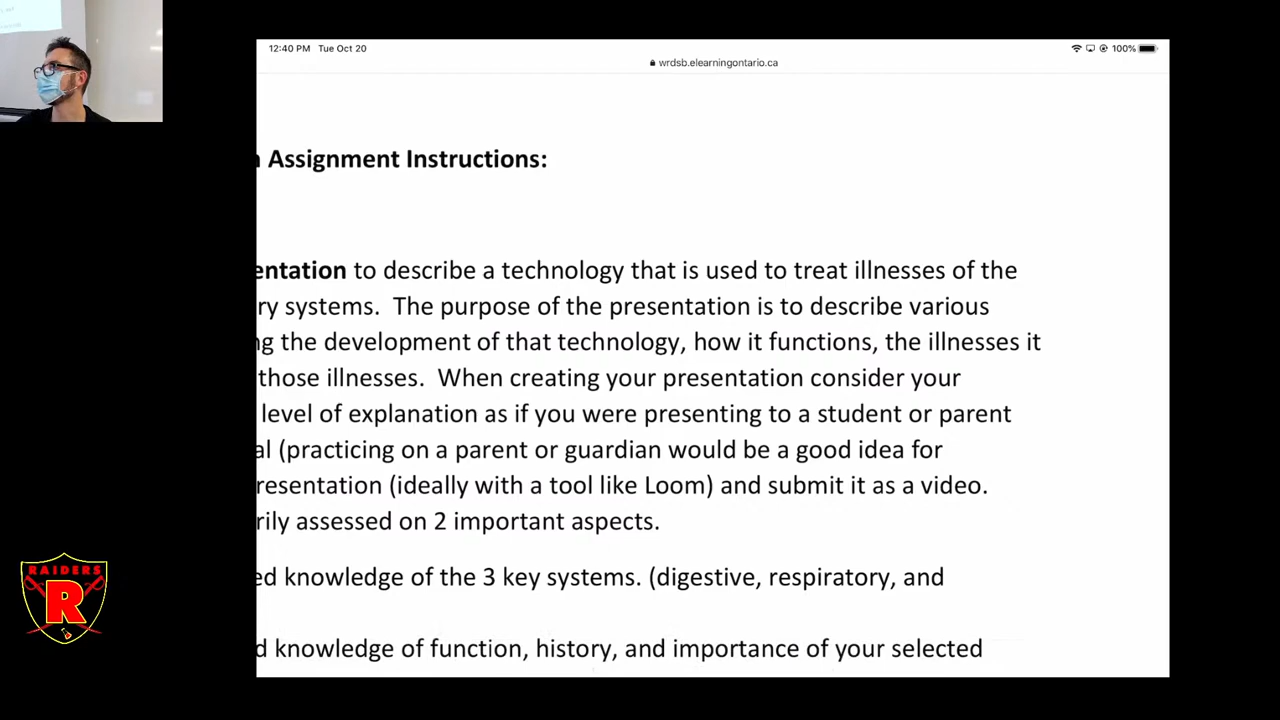 12:40 PM Tue Oct 20 100%
wrdsb.elearningontario.ca
Assignment Instructions:
entation to describe a technology that is used to treat illnesses of the
ry systems. The purpose of the presentation is to describe various
ng the development of that technology, how it functions, the illnesses it
those illnesses. When creating your presentation consider your
level of explanation as if you were presenting to a student or parent
al (practicing on a parent or guardian would be a good idea for
resentation (ideally with a tool like Loom) and submit it as a video.
rily assessed on 2 important aspects.
ed knowledge of the 3 key systems. (digestive, respiratory, and
d knowledge of function, history, and importance of your selected
RAIDERS
R